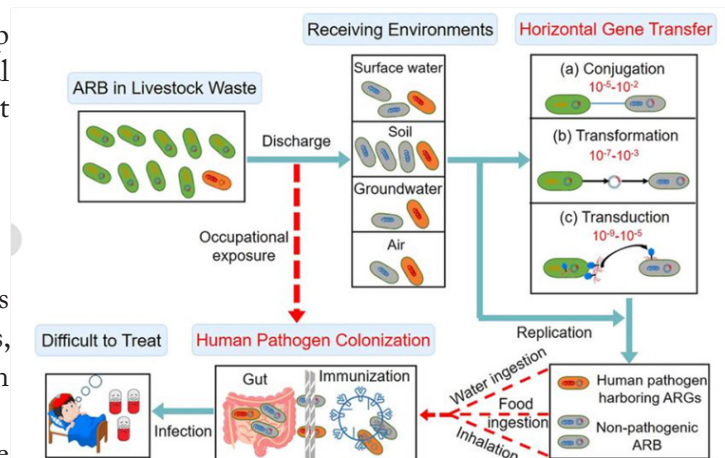 Receiving Environments
Horizontal Gene Transfer
ARB in Livestock Waste
Discharge
Occupational
exposure
Surface water
Soil
Groundwater
Air
(a) Conjugation
10-5-10-2
(b) Transformation
10-7-10-3
(c) Transduction
10-9-10-5
Replication
Difficult to Treat
Human Pathogen Colonization
Gut
Immunization
Infection
Water ingestion
Food
ingestion
Inhalation
Human pathogen
harboring ARGs
Non-pathogenic
ARB